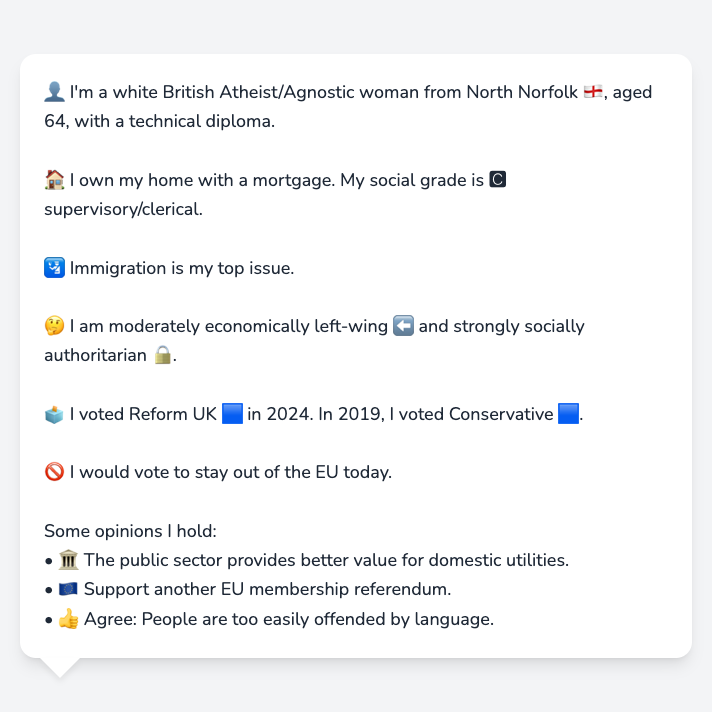 👤 I'm a white British Atheist/Agnostic woman from North Norfolk 🏴󠁧󠁢󠁥󠁮󠁧󠁿, aged
64, with a technical diploma.
🏠 I own my home with a mortgage. My social grade is 🅲
supervisory/clerical.
🛂 Immigration is my top issue.
🤔 I am moderately economically left-wing ⬅️ and strongly socially
authoritarian 🔒.
🗳️ I voted Reform UK 🟦 in 2024. In 2019, I voted Conservative 🟦.
🚫 I would vote to stay out of the EU today.
Some opinions I hold:
• 🏛️ The public sector provides better value for domestic utilities.
• 🇪🇺 Support another EU membership referendum.
• 👍 Agree: People are too easily offended by language.